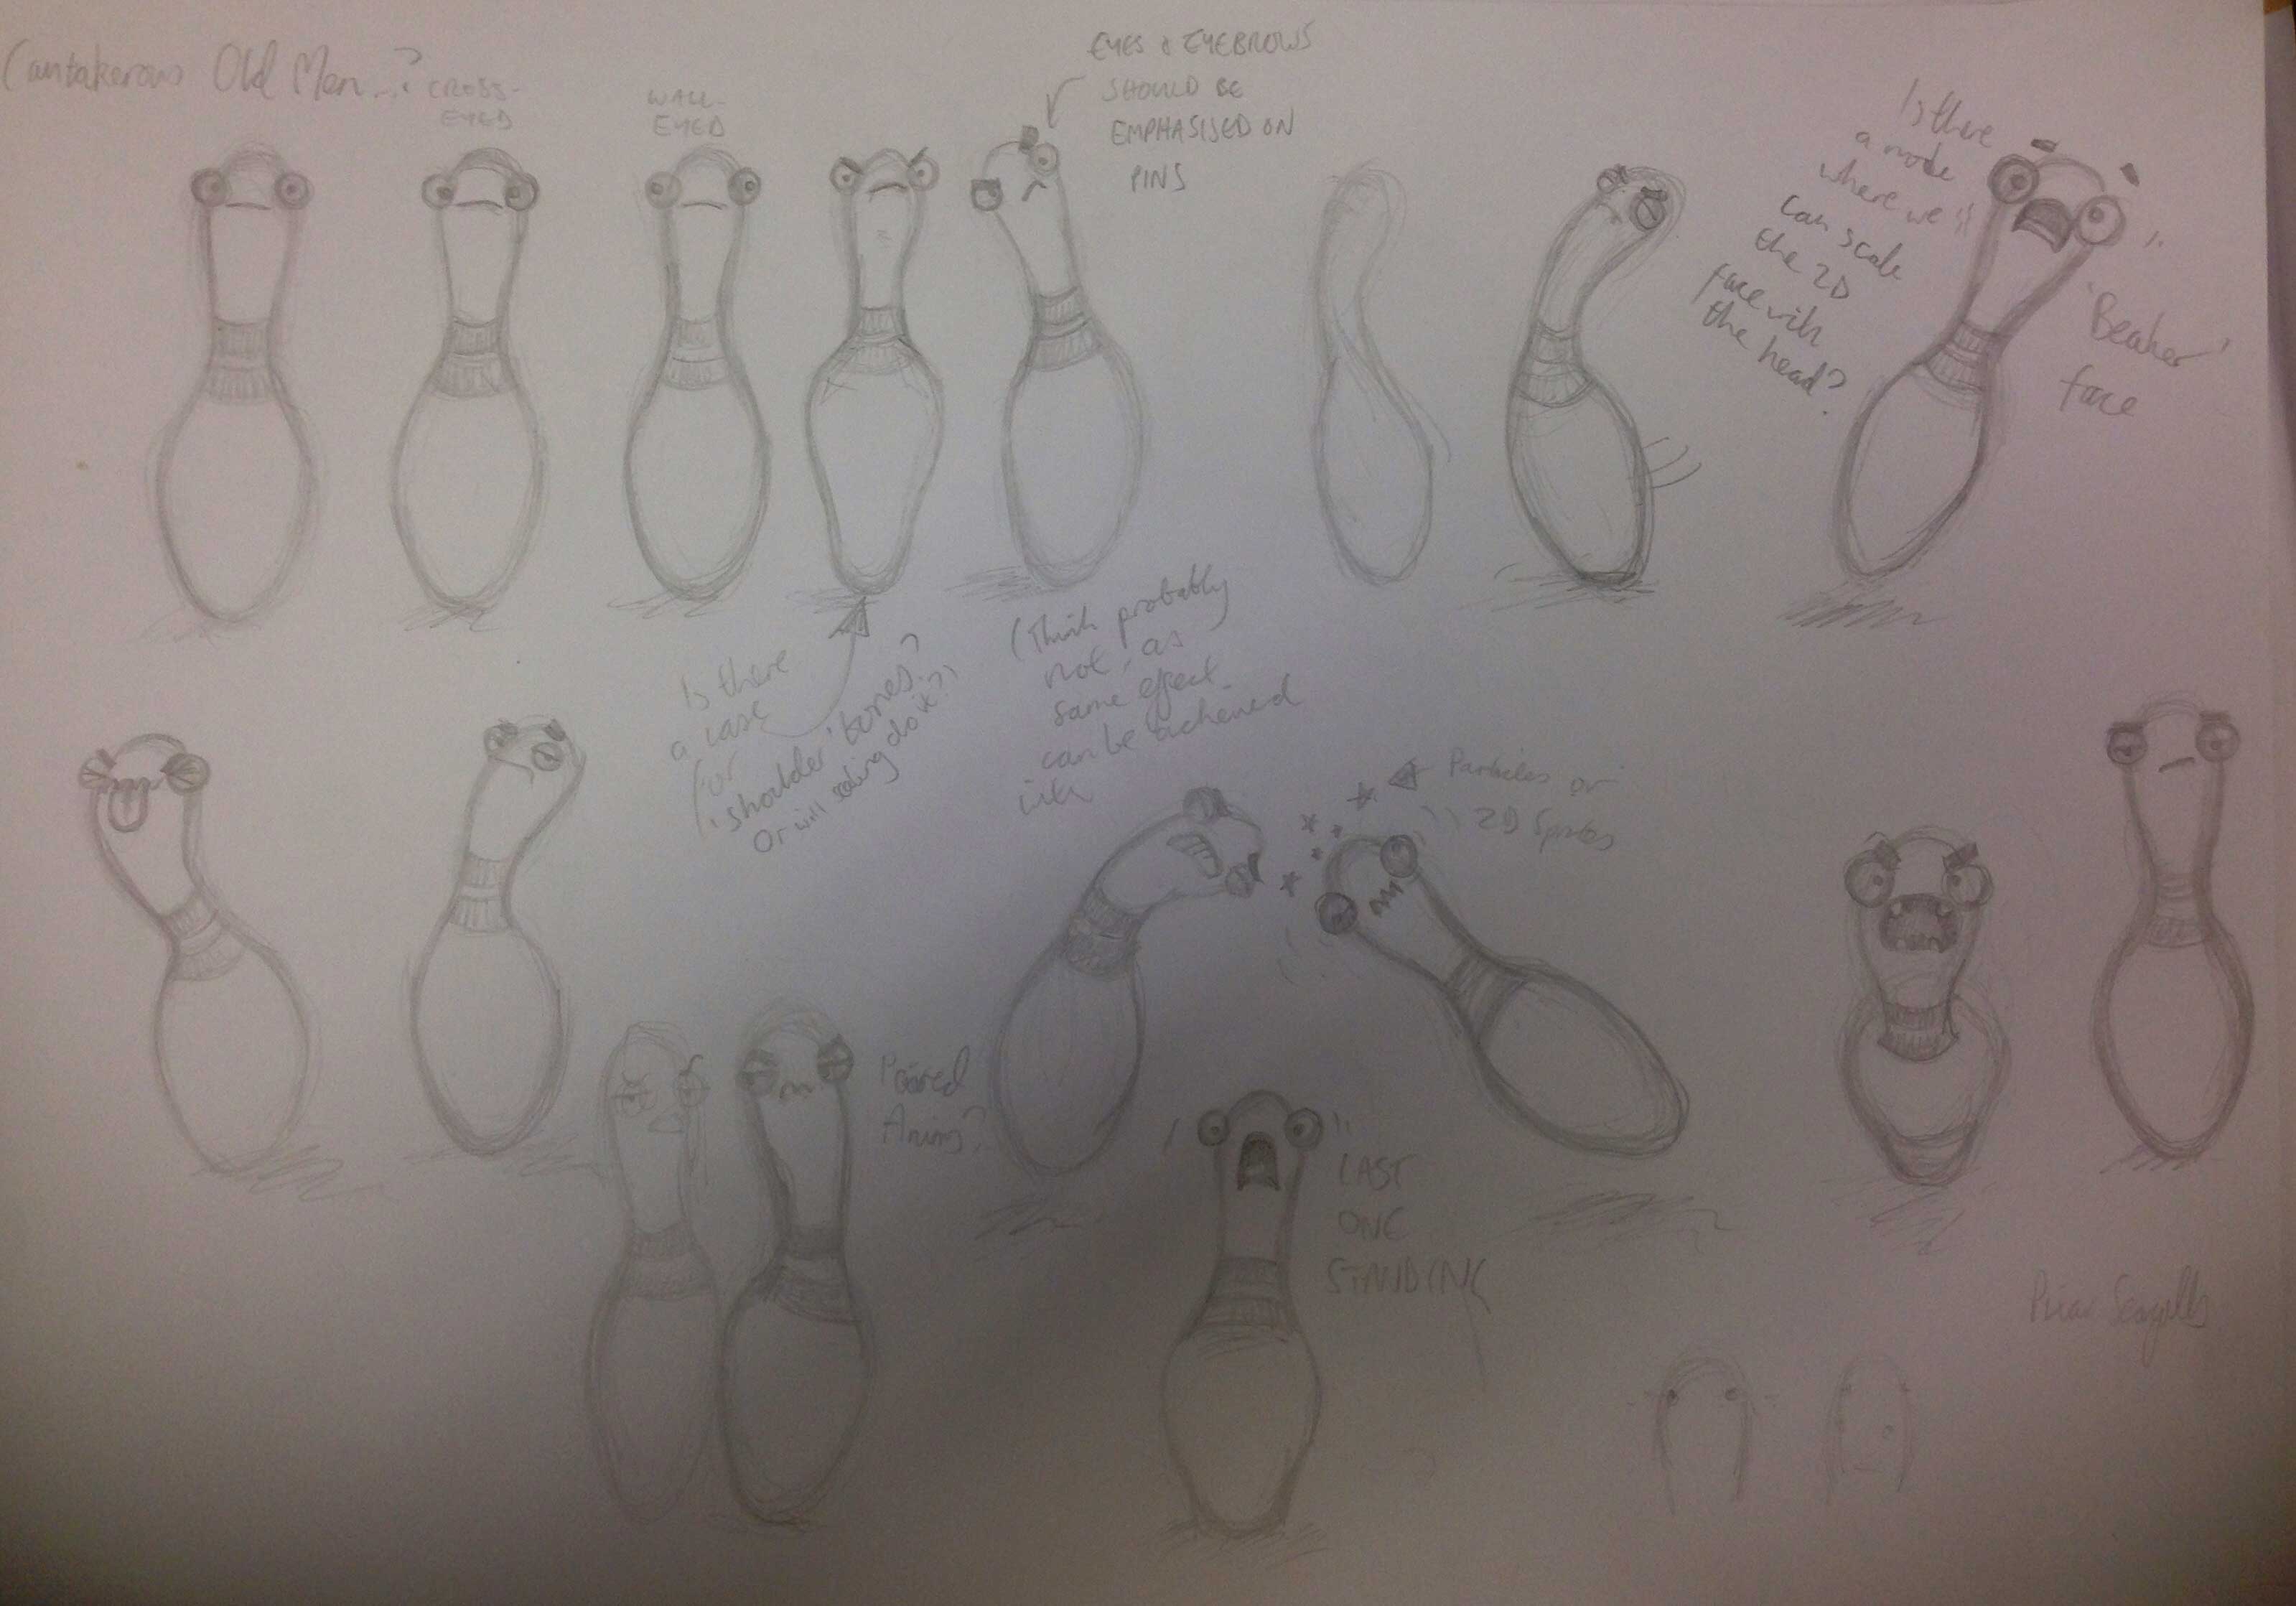 Cantakerous Old Men...?
CROSS-
EYED
WALL-
EYED
EYES & EYEBROWS
SHOULD BE
EMPHASISED ON
PINS
Is there
a mode
where we
can scale
the 2D
face with
the head?
'Beaker'
face
Is there
a case
for
'shoulder' bones?
Or will scaling do it?
(Think probably
not, as
same effect
can be achieved
with
Particles or
2D Sprites
Paired
Anims?
LAST
ONE
STANDING
Pixar Seagulls